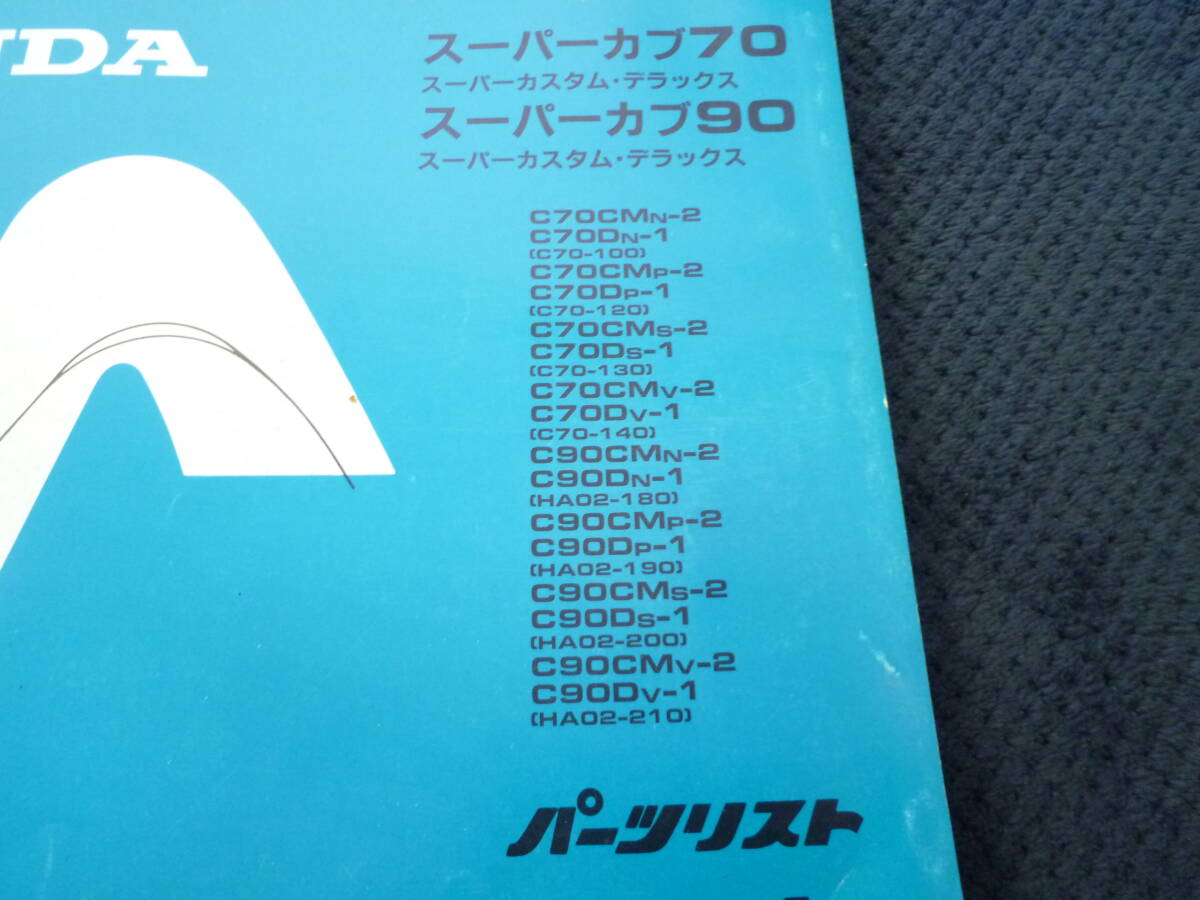 NDA
スーパーカブ70
スーパーカスタム・デラックス
スーパーカブ90
スーパーカスタム・デラックス
C70CMN-2
C70DN-1
(C70-100)
C70CMP-2
C70DP-1
(C70-120)
C70CMS-2
C70DS-1
(C70-130)
C70CMV-2
C70DV-1
(C70-140)
C90CMN-2
C90DN-1
(HA02-180)
C90CMP-2
C90DP-1
(HA02-190)
C90CMS-2
C90DS-1
(HA02-200)
C90CMV-2
C90DV-1
(HA02-210)
パーツリスト